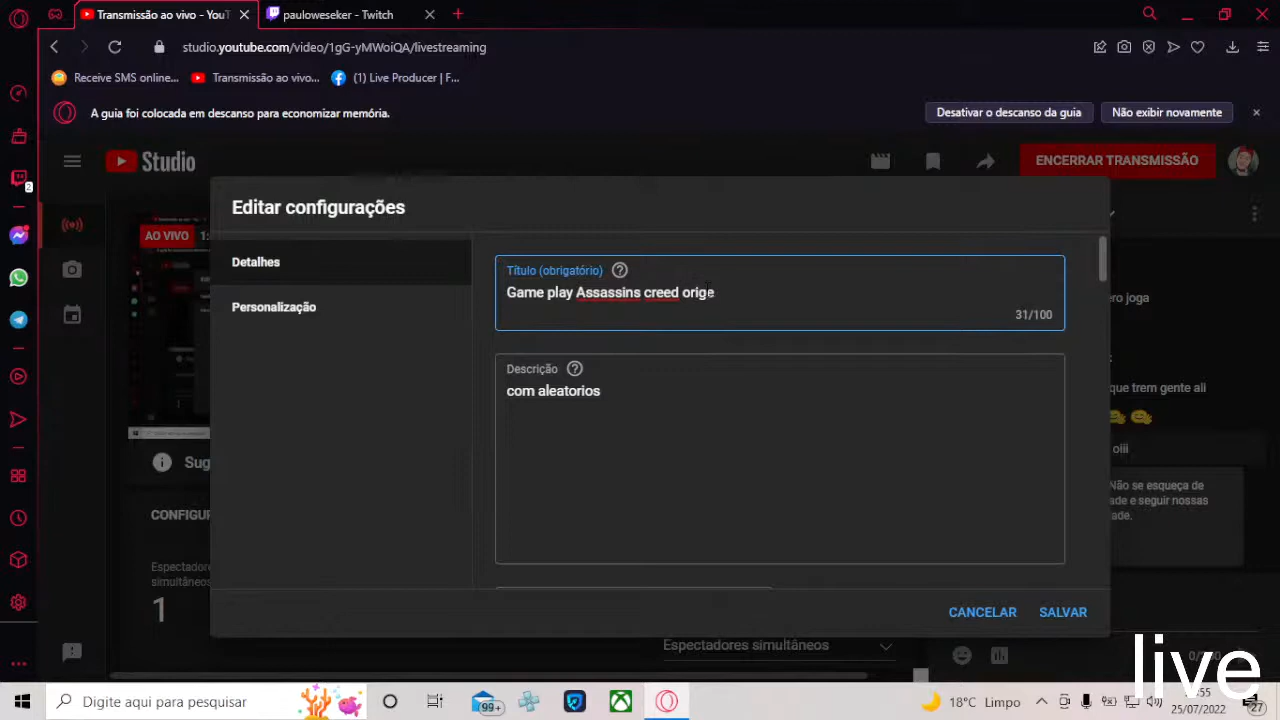 Transmissão ao vivo - YouT
pauloweseker - Twitch
studio.youtube.com/video/1gG-yMWoiQA/livestreaming
Receive SMS online...
Transmissão ao vivo...
(1) Live Producer | F...
A guia foi colocada em descanso para economizar memória.
Desativar o descanso da guia
Não exibir novamente
Studio
ENCERRAR TRANSMISSÃO
2
Editar configurações
AO VIVO 1:
Detalhes
Personalização
Título (obrigatório)
Game play Assassins creed orige
31/100
Descrição
com aleatorios
ero joga
que trem gente ali
oiii
Não se esqueça de
ade e seguir nossas
ade.
Sug
CONFIGUR
Espectadores
simultâneos
1
CANCELAR
SALVAR
Espectadores simultâneos
live
Digite aqui para pesquisar
99+
18°C Limpo
25/07/2022
27